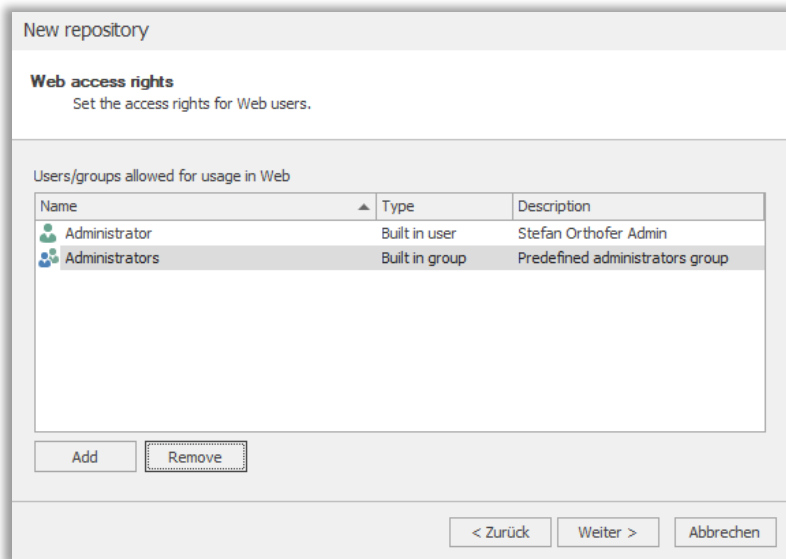 New repository
Web access rights
Set the access rights for Web users.
Users/groups allowed for usage in Web
Name Type Description
Administrator Built in user Stefan Orthofer Admin
Administrators Built in group Predefined administrators group
Add Remove
< Zurück Weiter > Abbrechen